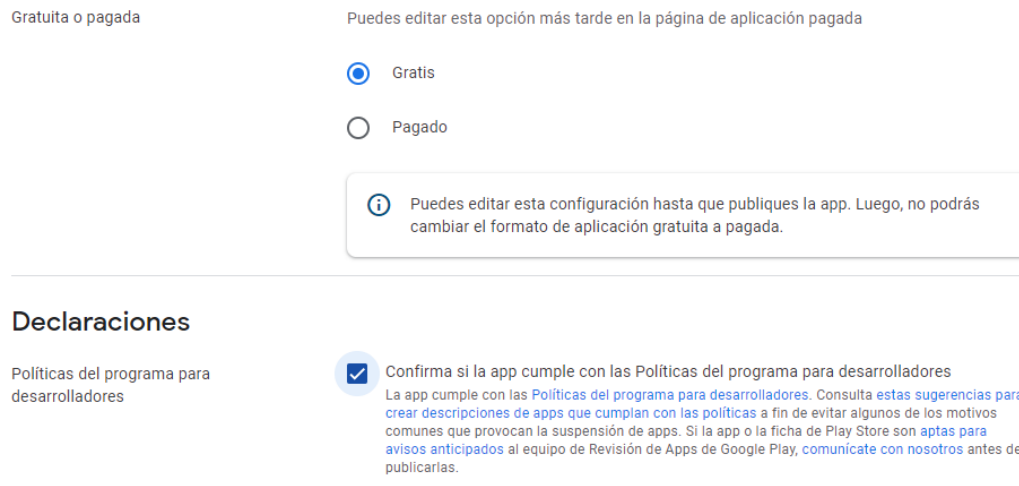 Gratuita o pagada
Puedes editar esta opción más tarde en la página de aplicación pagada
Gratis
Pagado
Puedes editar esta configuración hasta que publiques la app. Luego, no podrás
cambiar el formato de aplicación gratuita a pagada.
Declaraciones
Políticas del programa para
desarrolladores
Confirma si la app cumple con las Políticas del programa para desarrolladores
La app cumple con las Políticas del programa para desarrolladores. Consulta estas sugerencias para
crear descripciones de apps que cumplan con las políticas a fin de evitar algunos de los motivos
comunes que provocan la suspensión de apps. Si la app o la ficha de Play Store son aptas para
avisos anticipados al equipo de Revisión de Apps de Google Play, comunícate con nosotros antes de
publicarlas.